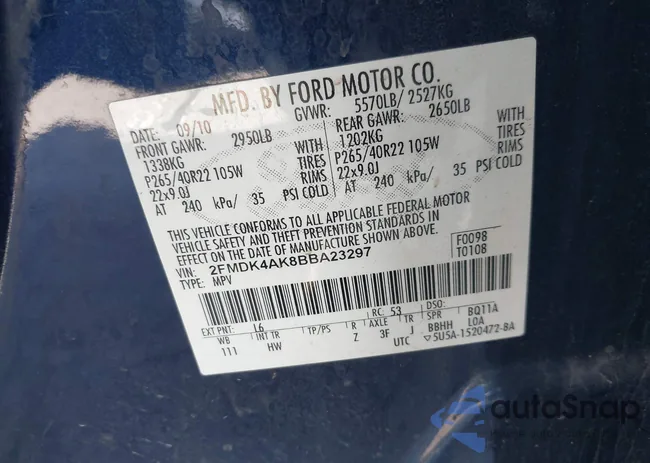 MFD. BY FORD MOTOR CO.
DATE: 09/10 GVWR: 5570LB/ 2527KG
FRONT GAWR: 2950LB REAR GAWR: 2650LB
1338KG WITH 1202KG WITH
P265/40R22 105W TIRES P265/40R22 105W TIRES
22x9.0J RIMS 22x9.0J RIMS
AT 240 kPa/ 35 PSI COLD AT 240 kPa/ 35 PSI COLD
THIS VEHICLE CONFORMS TO ALL APPLICABLE FEDERAL MOTOR
VEHICLE SAFETY AND THEFT PREVENTION STANDARDS IN
EFFECT ON THE DATE OF MANUFACTURE SHOWN ABOVE.
VIN: 2FMDK4AK8BBA23297 F0098
TYPE: MPV T0108
EXT PNT: L6 RC: 53 DSO:
WB INT TR TP/PS R AXLE TR SPR BQ11A
111 HW Z 3F J BBHH LOA
UTC ▽5U5A-1520472-BA
autoSnap